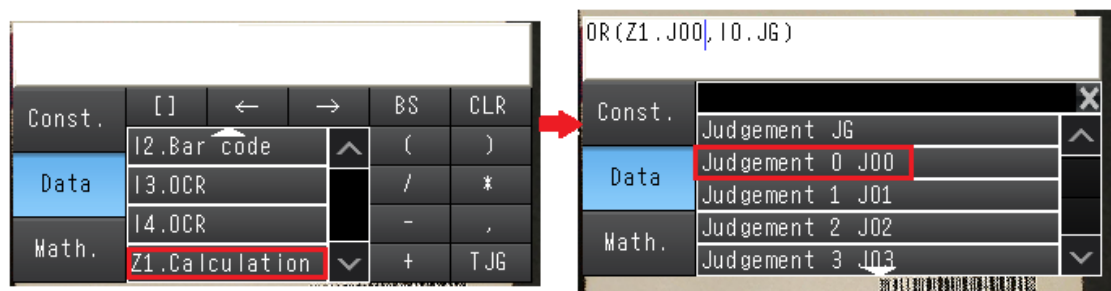 Const.
[] ← → BS CLR
I2.Bar code ( )
Data
I3.OCR / *
I4.OCR - ,
Math.
Z1.Calculation + TJG
OR(Z1.J00,I0.JG)
Const.
X
Judgement JG
Data
Judgement 0 J00
Judgement 1 J01
Math.
Judgement 2 J02
Judgement 3 J03